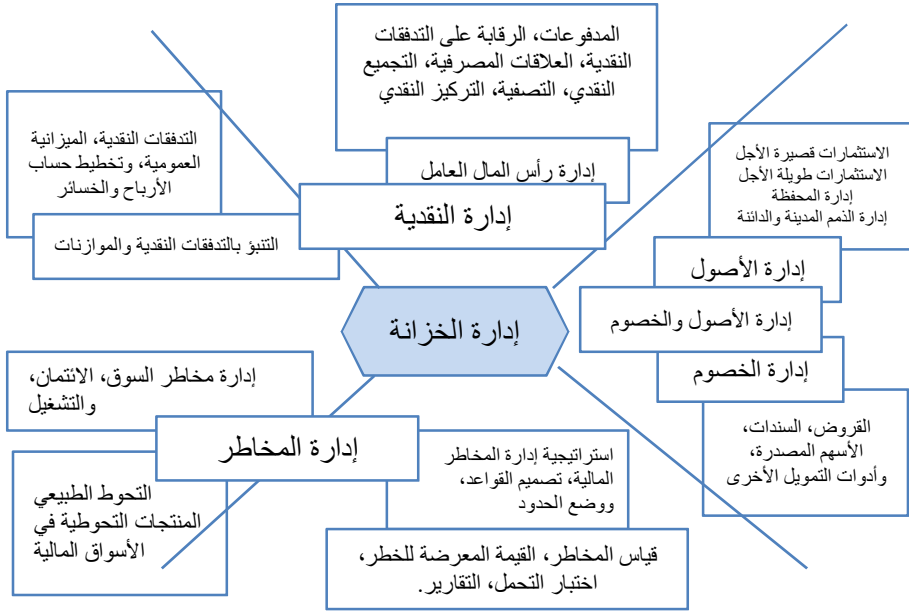 المدفوعات، الرقابة على التدفقات
النقدية، العلاقات المصرفية، التجميع
النقدي، التصفية، التركيز النقدي
إدارة رأس المال العامل
إدارة النقدية
التدفقات النقدية، الميزانية
العمومية، وتخطيط حساب
الأرباح والخسائر
التنبؤ بالتدفقات النقدية والموازنات
الاستثمارات قصيرة الأجل
الاستثمارات طويلة الأجل
إدارة المحفظة
إدارة الذمم المدينة والدائنة
إدارة الأصول
إدارة الأصول والخصوم
إدارة الخصوم
القروض، السندات،
الأسهم المصدرة،
وأدوات التمويل الأخرى
إدارة الخزانة
إدارة مخاطر السوق، الائتمان،
والتشغيل
إدارة المخاطر
التحوط الطبيعي
المنتجات التحوطية في
الأسواق المالية
استراتيجية إدارة المخاطر
المالية، تصميم القواعد،
ووضع الحدود
قياس المخاطر، القيمة المعرضة للخطر،
اختبار التحمل، التقارير.